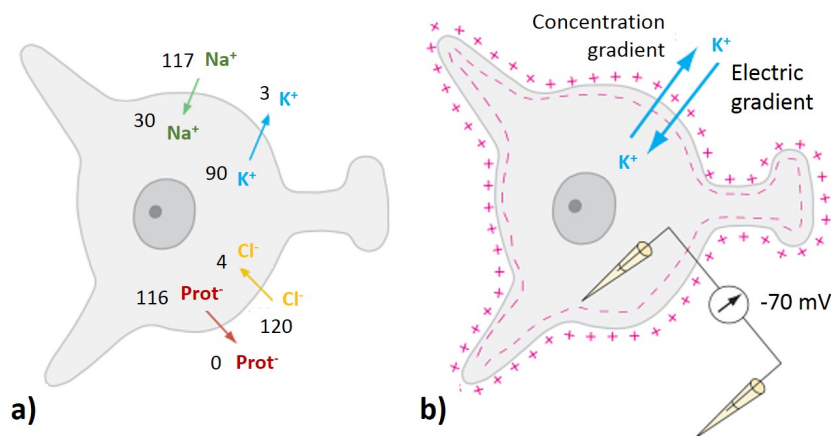 117 Na⁺
30
Na⁺
3 K⁺
90
K⁺
4 Cl⁻
Cl⁻
120
116 Prot⁻
0 Prot⁻
a)
Concentration
gradient
K⁺
Electric
gradient
K⁺
-70 mV
b)